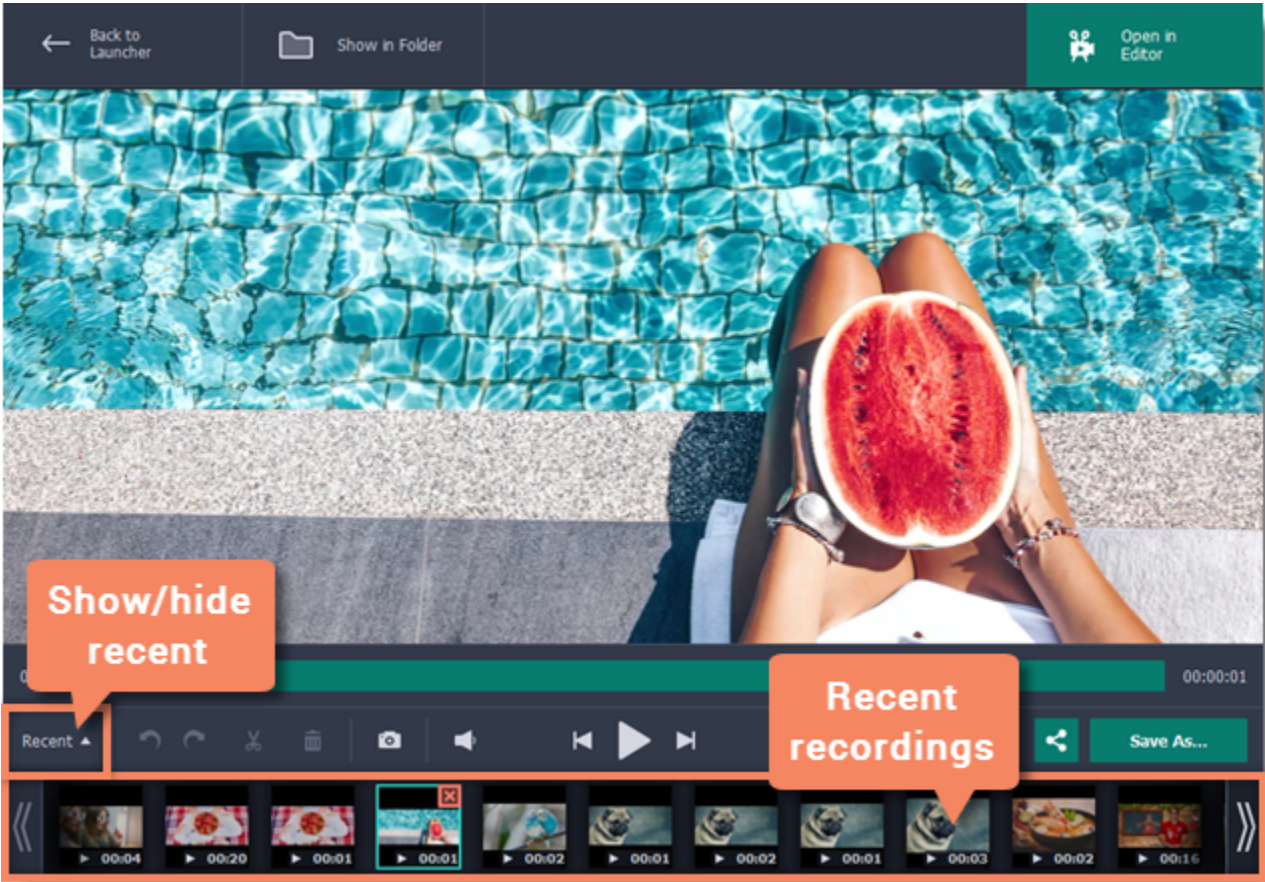 Back to
Launcher
Show in Folder
Open in
Editor
Show/hide
recent
00:00:01
Recent
recordings
Recent
Save As...
00:04
00:20
00:01
00:01
00:02
00:01
00:02
00:01
00:03
00:02
00:16